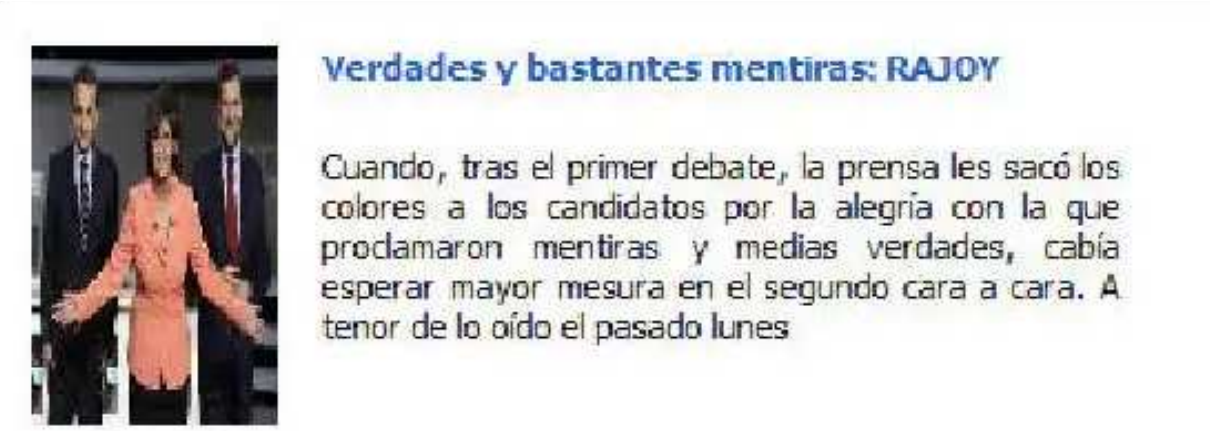 Verdades y bastantes mentiras: RAJOY
Cuando, tras el primer debate, la prensa les sacó los
colores a los candidatos por la alegría con la que
proclamaron mentiras y medias verdades, cabía
esperar mayor mesura en el segundo cara a cara. A
tenor de lo oído el pasado lunes